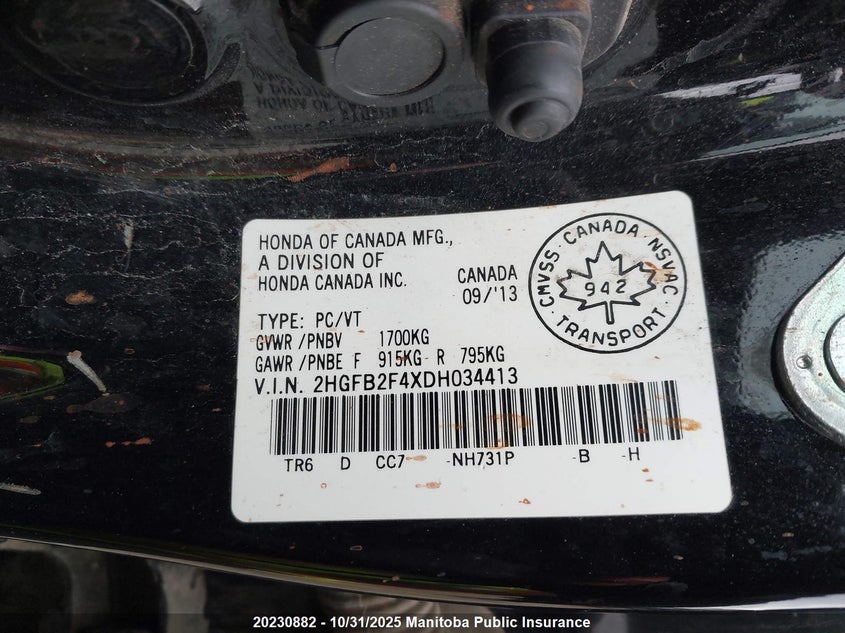 HONDA OF CANADA MFG.,
A DIVISION OF
HONDA CANADA INC.
CANADA
09/'13
CMVSS · CANADA · NSVAC
942
TRANSPORT
TYPE: PC/VT
GVWR /PNBV 1700KG
GAWR /PNBE F 915KG R 795KG
V.I.N. 2HGFB2F4XDH034413
TR6 D CC7 -NH731P -B -H
20230882 - 10/31/2025 Manitoba Public Insurance